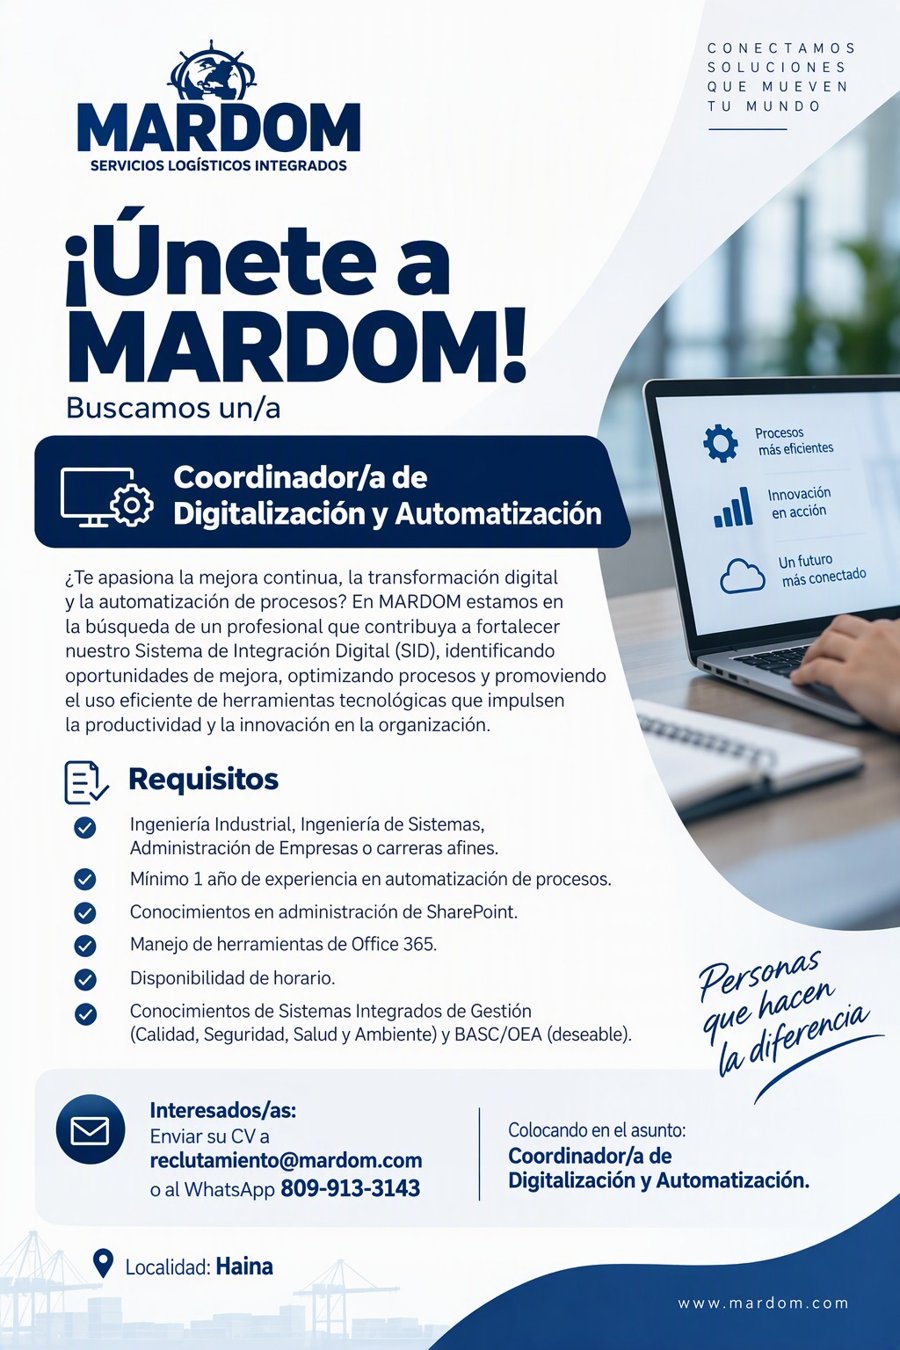 MARDOM
SERVICIOS LOGÍSTICOS INTEGRADOS
CONECTAMOS
SOLUCIONES
QUE MUEVEN
TU MUNDO
¡Únete a
MARDOM!
Buscamos un/a
Coordinador/a de
Digitalización y Automatización
Procesos
más eficientes
Innovación
en acción
Un futuro
más conectado
¿Te apasiona la mejora continua, la transformación digital
y la automatización de procesos? En MARDOM estamos en
la búsqueda de un profesional que contribuya a fortalecer
nuestro Sistema de Integración Digital (SID), identificando
oportunidades de mejora, optimizando procesos y promoviendo
el uso eficiente de herramientas tecnológicas que impulsen
la productividad y la innovación en la organización.
Requisitos
Ingeniería Industrial, Ingeniería de Sistemas,
Administración de Empresas o carreras afines.
Mínimo 1 año de experiencia en automatización de procesos.
Conocimientos en administración de SharePoint.
Manejo de herramientas de Office 365.
Disponibilidad de horario.
Conocimientos de Sistemas Integrados de Gestión
(Calidad, Seguridad, Salud y Ambiente) y BASC/OEA (deseable).
Personas
que hacen
la diferencia
Interesados/as:
Enviar su CV a
reclutamiento@mardom.com
o al WhatsApp 809-913-3143
Colocando en el asunto:
Coordinador/a de
Digitalización y Automatización.
Localidad: Haina
www.mardom.com